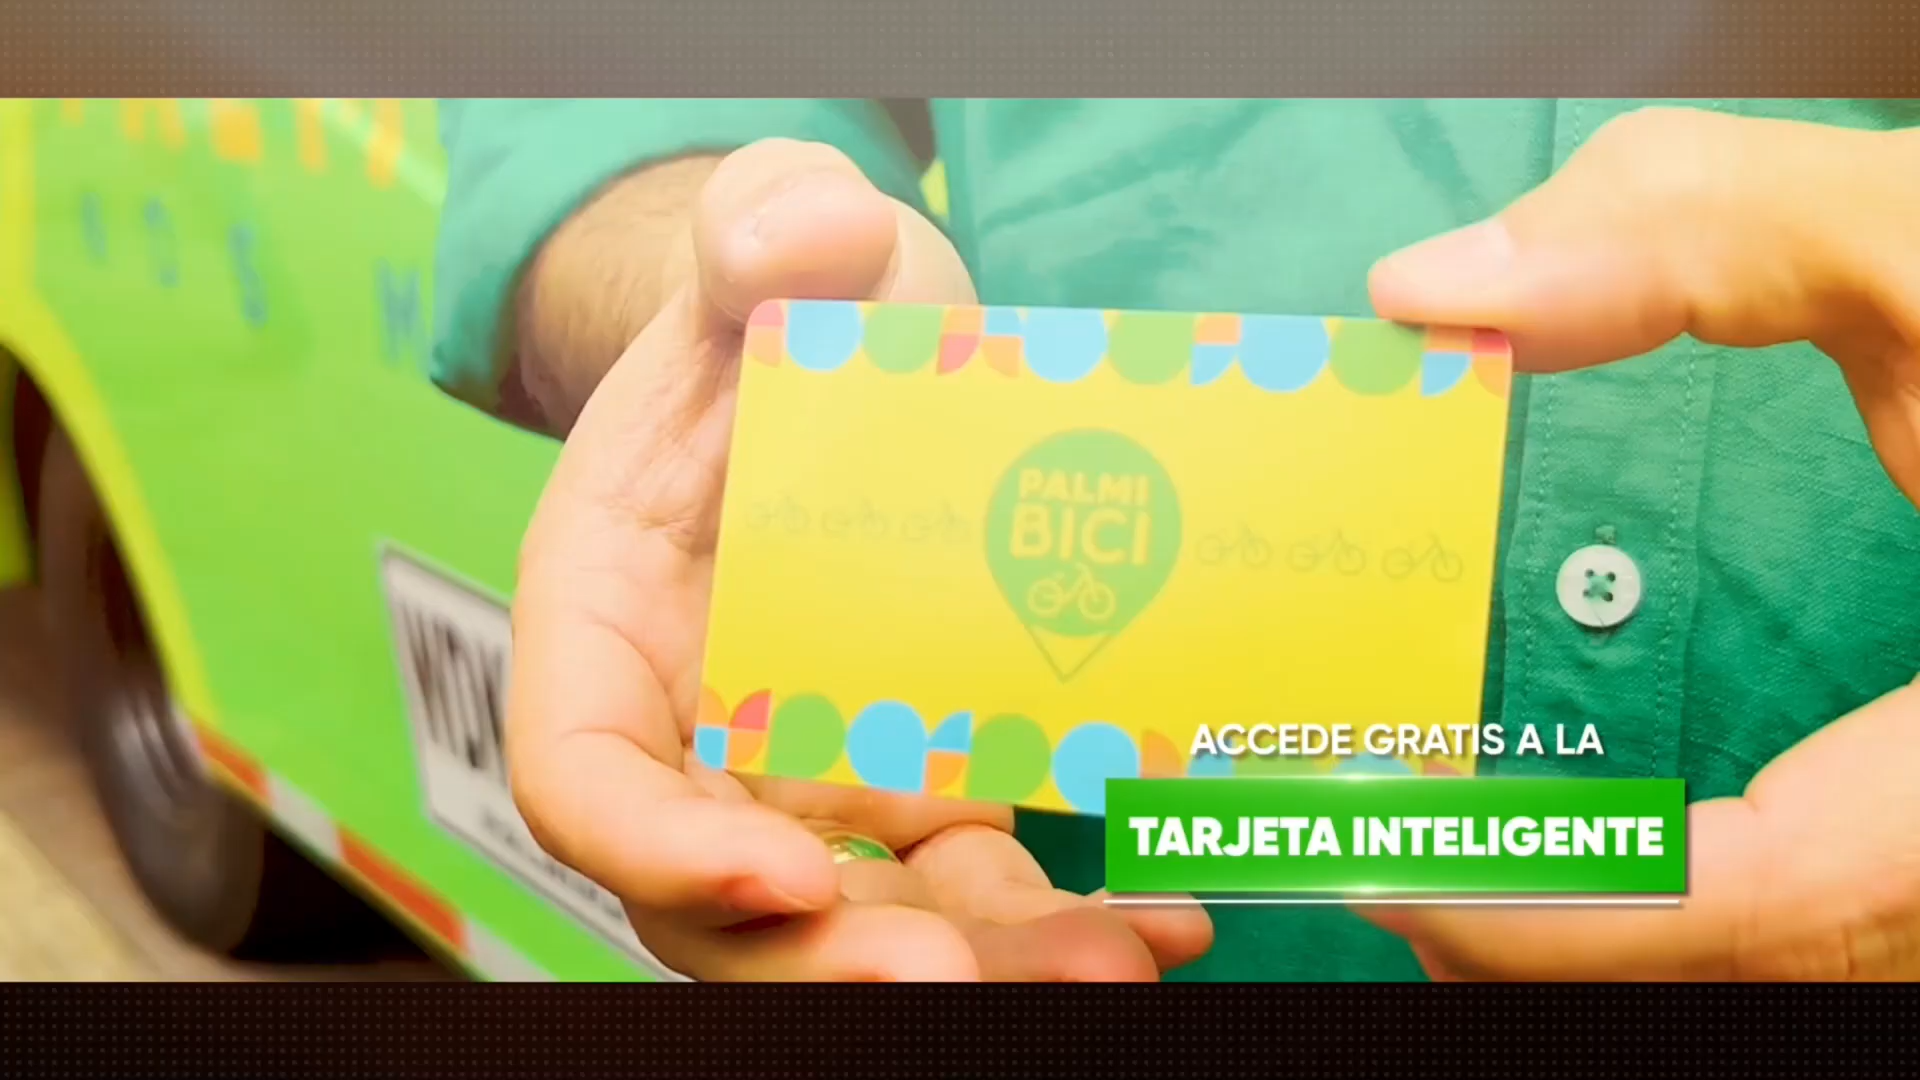 PALMI
BICI
ACCEDE GRATIS A LA
TARJETA INTELIGENTE